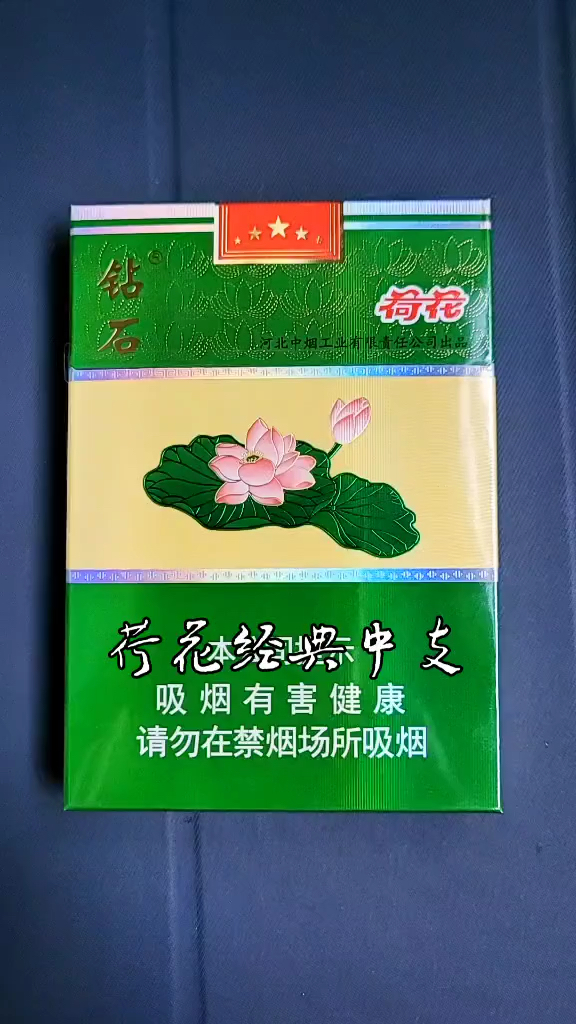 钻石®
荷花
河北中烟工业有限责任公司出品
荷花经典中支
吸烟有害健康
请勿在禁烟场所吸烟